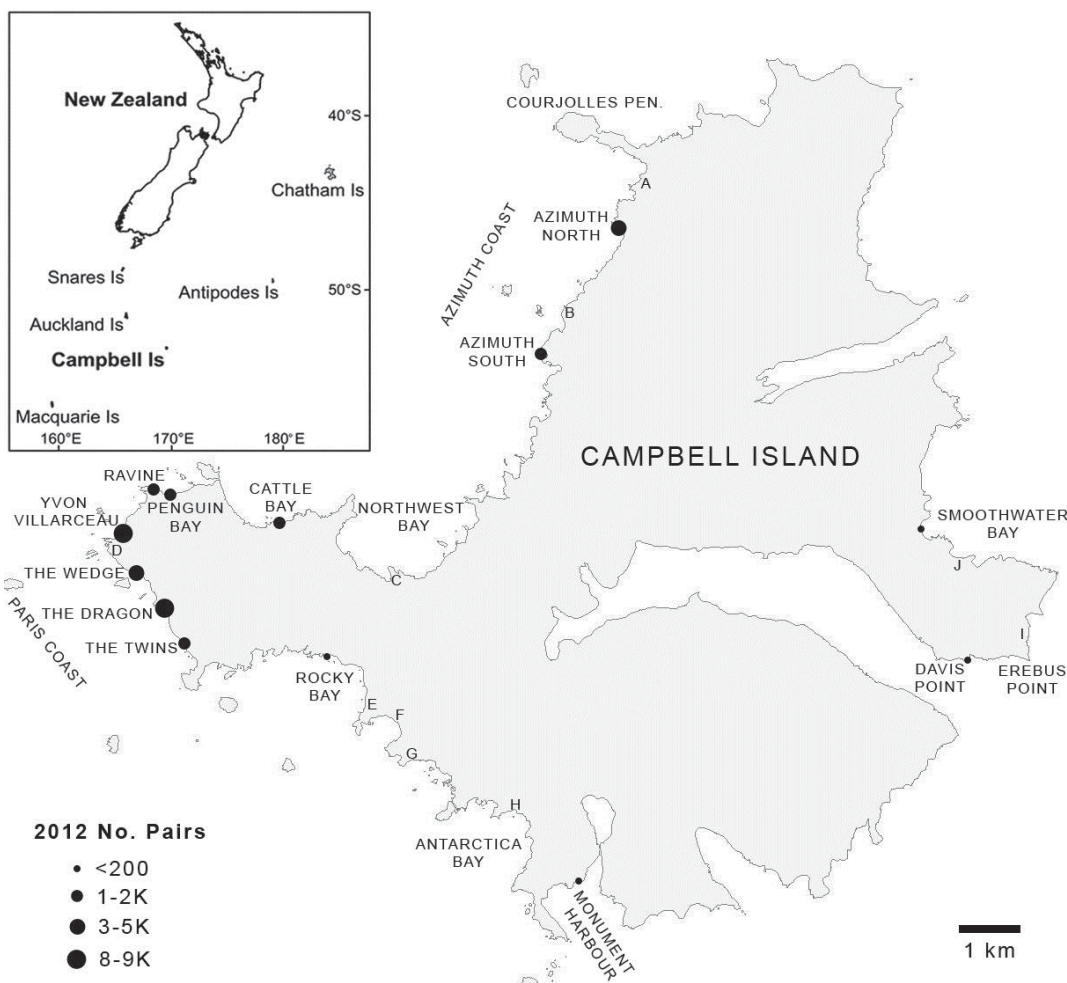 New Zealand
40°S
Chatham Is
Snares Is
50°S
Antipodes Is
Auckland Is
Campbell Is
Macquarie Is
160°E
170°E
180°E
COURJOLLES PEN.
A
AZIMUTH
NORTH
AZIMUTH COAST
B
AZIMUTH
SOUTH
CAMPBELL ISLAND
RAVINE
PENGUIN
BAY
CATTLE
BAY
NORTHWEST
BAY
YVON
VILLARCEAU
D
THE WEDGE
C
PARIS COAST
THE DRAGON
THE TWINS
SMOOTHWATER
BAY
J
I
ROCKY
BAY
DAVIS
POINT
EREBUS
POINT
E
F
G
H
ANTARCTICA
BAY
MONUMENT
HARBOUR
2012 No. Pairs
<200
1-2K
3-5K
8-9K
1 km